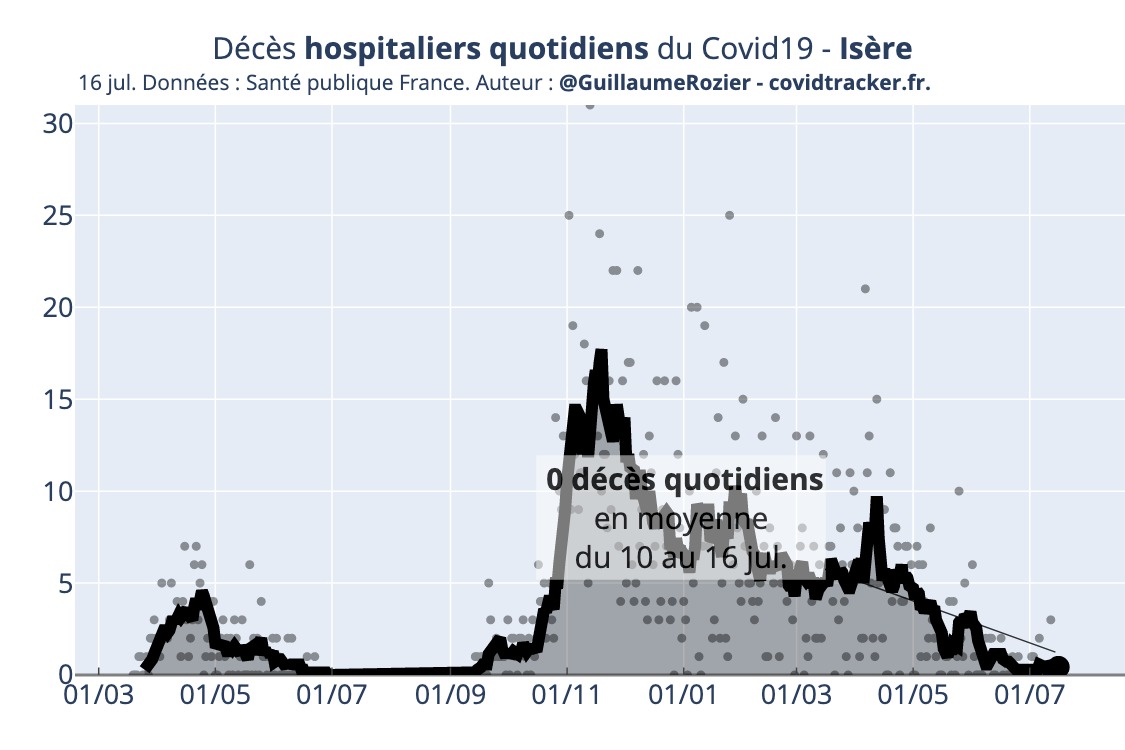 Décès hospitaliers quotidiens du Covid19 - Isère
16 jul. Données : Santé publique France. Auteur : @GuillaumeRozier - covidtracker.fr.
30
25
20
15
10
5
0
0 décès quotidiens
en moyenne
du 10 au 16 jul.
01/03 01/05 01/07 01/09 01/11 01/01 01/03 01/05 01/07